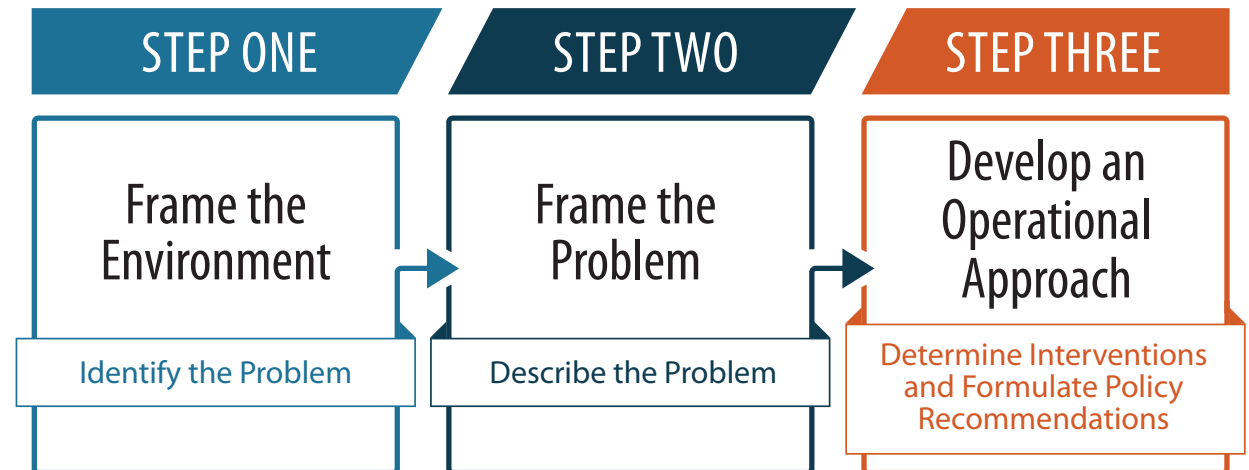 STEP ONE
Frame the
Environment
Identify the Problem
STEP TWO
Frame the
Problem
Describe the Problem
STEP THREE
Develop an
Operational
Approach
Determine Interventions
and Formulate Policy
Recommendations